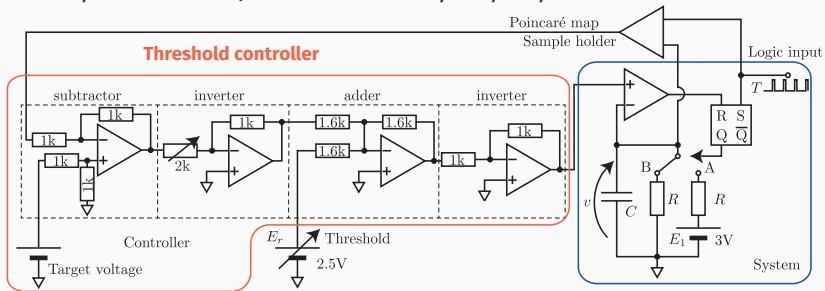 Poincaré map
Sample holder
Threshold controller
Logic input
T
subtractor
inverter
adder
inverter
1k
1k
1k
1k
2k
1k
1.6k
1.6k
1.6k
1k
1k
R S
Q Q̅
B
A
v
C
R
R
E₁
3V
Controller
Target voltage
Eᵣ
Threshold
2.5V
System